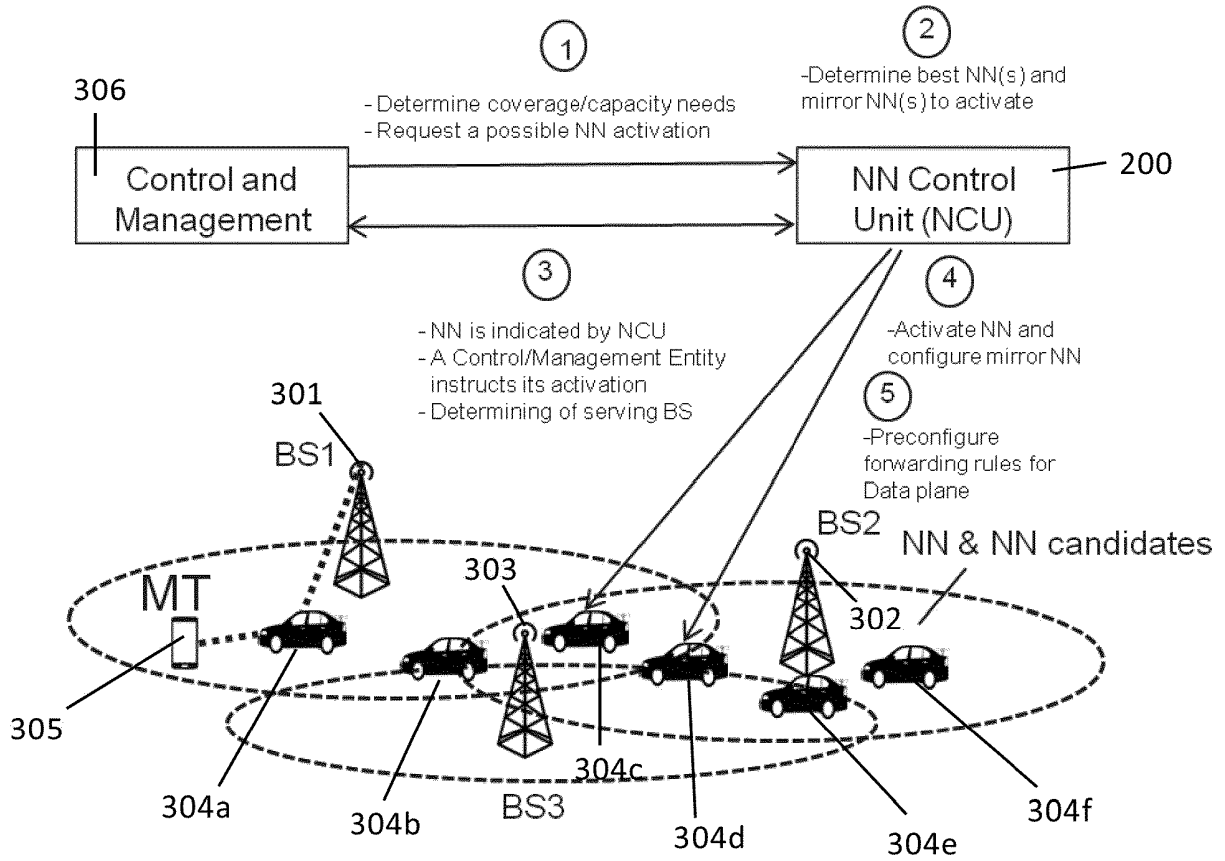 1
2
306
- Determine coverage/capacity needs
- Request a possible NN activation
-Determine best NN(s) and
mirror NN(s) to activate
Control and
Management
NN Control
Unit (NCU)
200
3
- NN is indicated by NCU
- A Control/Management Entity
instructs its activation
- Determining of serving BS
4
-Activate NN and
configure mirror NN
5
-Preconfigure
forwarding rules for
Data plane
301
BS1
BS2
NN & NN candidates
303
302
MT
305
304a
304b
BS3
304c
304d
304e
304f